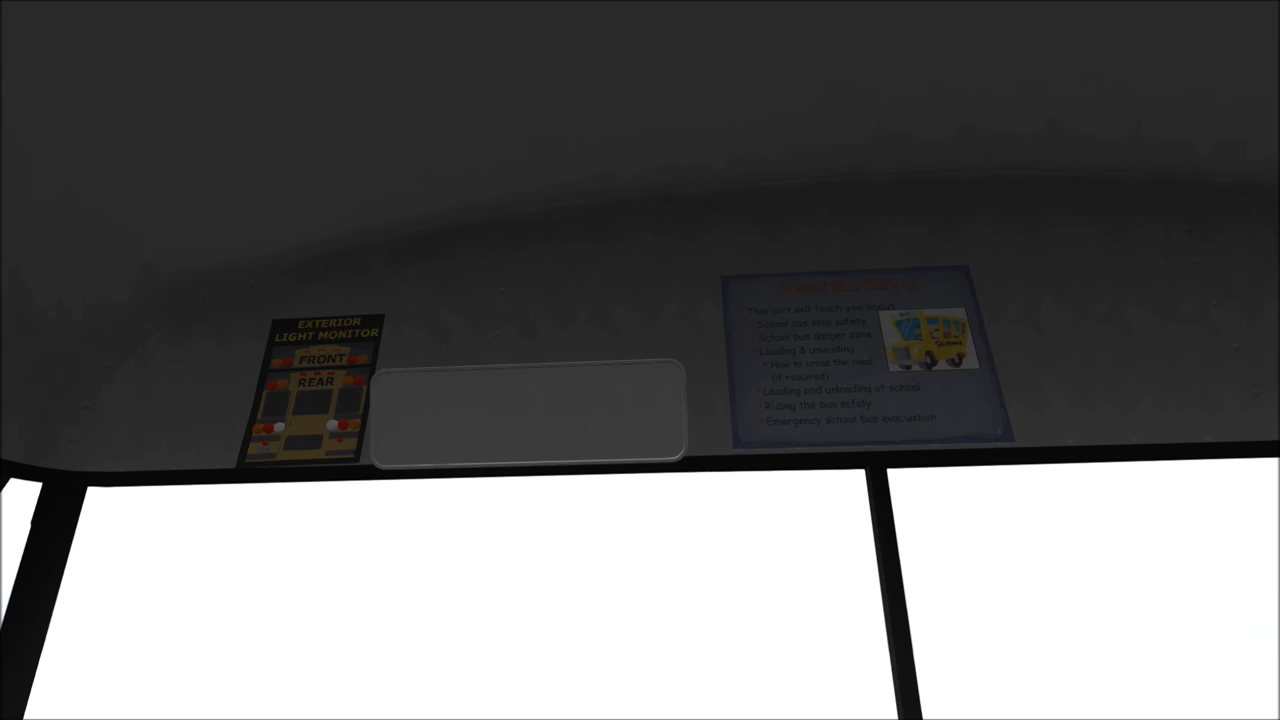 EXTERIOR
LIGHT MONITOR
FRONT
REAR
School Bus Safety
This unit will teach you about:
School bus stop safety
School bus danger zone
Loading & unloading
How to cross the road
(if required)
Loading and unloading at school
Riding the bus safely
Emergency school bus evacuation
SCHOOL